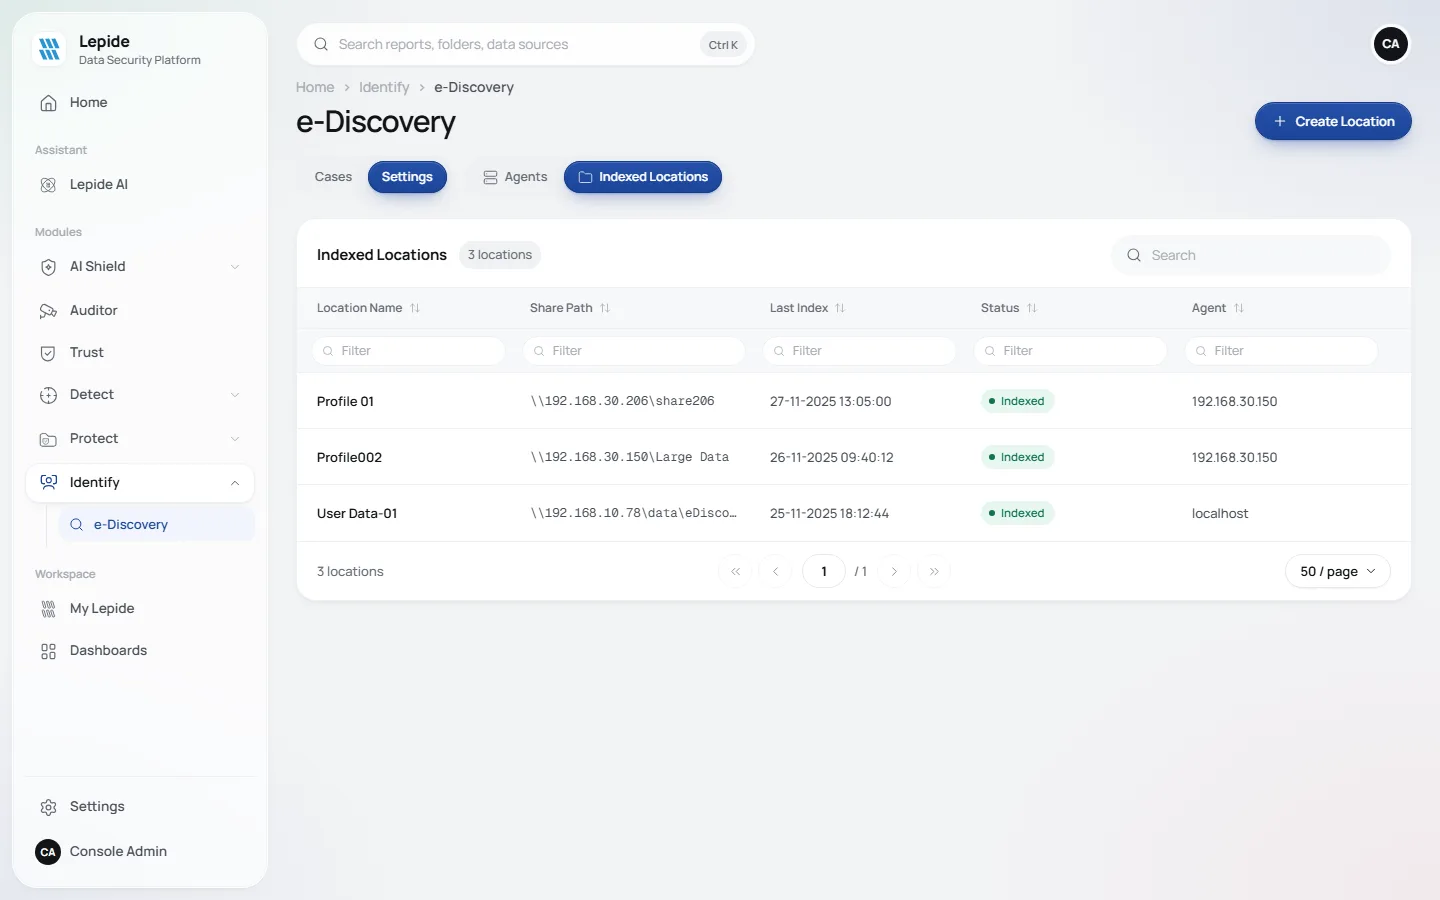 Lepide
Data Security Platform
Home
Assistant
Lepide AI
Modules
AI Shield
Auditor
Trust
Detect
Protect
Identify
e-Discovery
Workspace
My Lepide
Dashboards
Settings
CA Console Admin
Search reports, folders, data sources Ctrl K
CA
Home > Identify > e-Discovery
e-Discovery
+ Create Location
Cases Settings Agents Indexed Locations
Indexed Locations 3 locations Search
Location Name Share Path Last Index Status Agent
Filter Filter Filter Filter Filter
Profile 01 \\192.168.30.206\share206 27-11-2025 13:05:00 Indexed 192.168.30.150
Profile002 \\192.168.30.150\Large Data 26-11-2025 09:40:12 Indexed 192.168.30.150
User Data-01 \\192.168.10.78\data\eDisco… 25-11-2025 18:12:44 Indexed localhost
3 locations « < 1 / 1 > » 50 / page